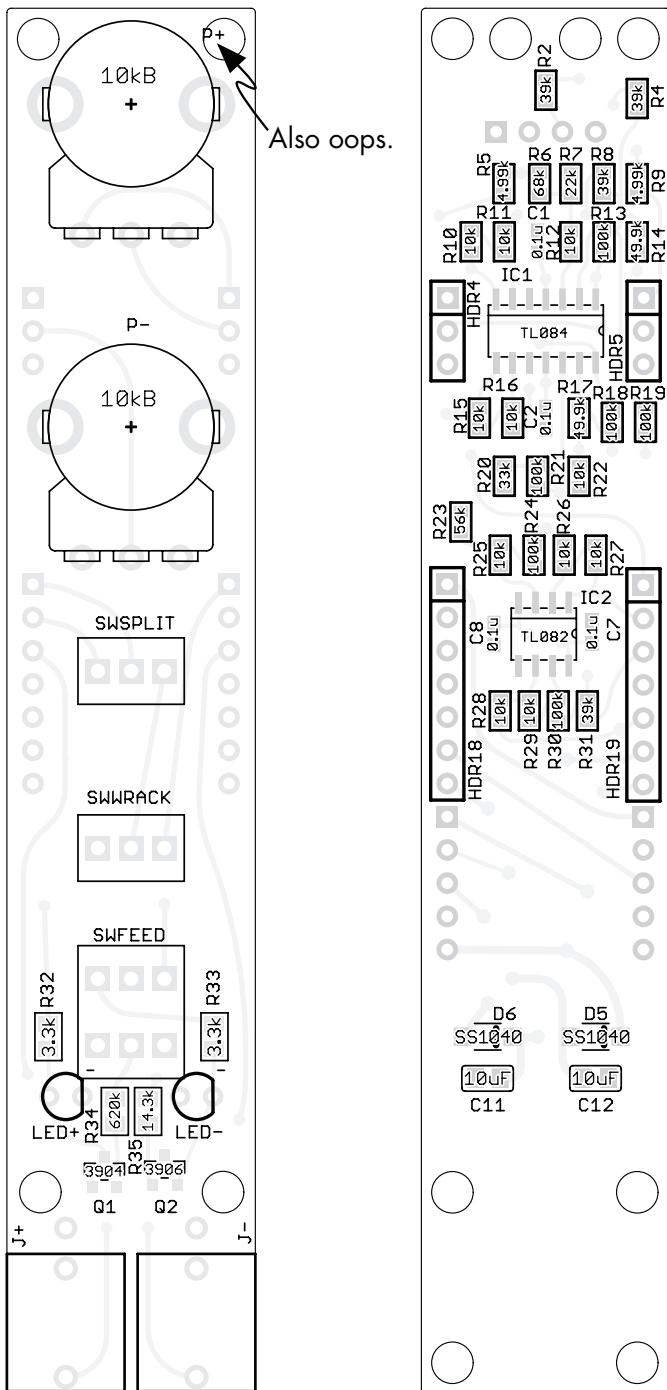 P+
10kB
Also oops.
P-
10kB
SWSPLIT
SWWRACK
SWFEED
R32
R33
3.3k
3.3k
-
-
LED+
R34
620k
14.3k
R35
LED-
3904
3906
Q1
Q2
J+
J-
R2
39k
39k
R4
R5
R6
R7
R8
4.99k
68k
22k
39k
4.99k
R9
R11
C1
R13
R10
10k
10k
0.1u
R12
10k
100k
49.9k
R14
IC1
HDR4
TL084
HDR5
R16
R17
R18
R19
R15
10k
10k
C2
0.1u
49.9k
100k
100k
R20
33k
100k
R21
10k
R22
R23
56k
R24
R26
R25
10k
100k
10k
10k
R27
IC2
C8
0.1u
TL082
0.1u
C7
R28
10k
10k
100k
39k
R29
R30
R31
HDR18
HDR19
D6
D5
SS1040
SS1040
10uF
10uF
C11
C12